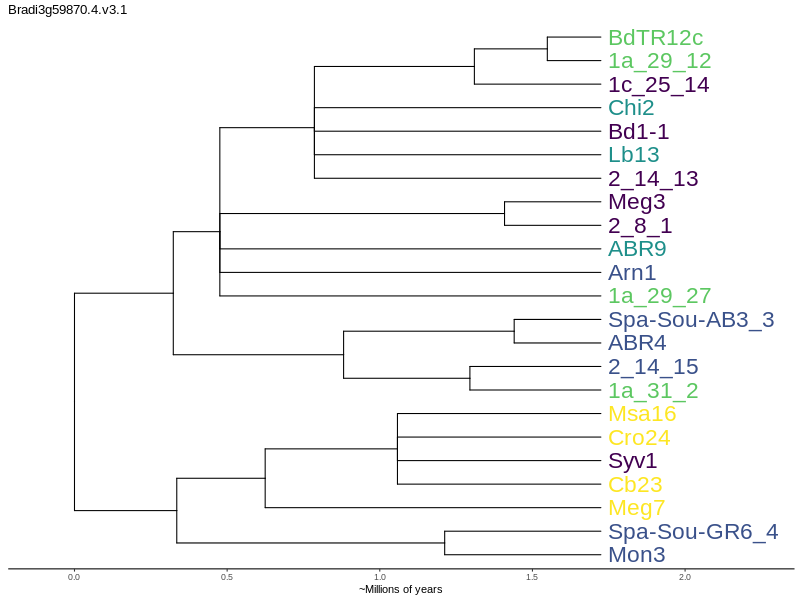 Bradi3g59870.4.v3.1
BdTR12c
1a_29_12
1c_25_14
Chi2
Bd1-1
Lb13
2_14_13
Meg3
2_8_1
ABR9
Arn1
1a_29_27
Spa-Sou-AB3_3
ABR4
2_14_15
1a_31_2
Msa16
Cro24
Syv1
Cb23
Meg7
Spa-Sou-GR6_4
Mon3
0.0 0.5 1.0 1.5 2.0
~Millions of years